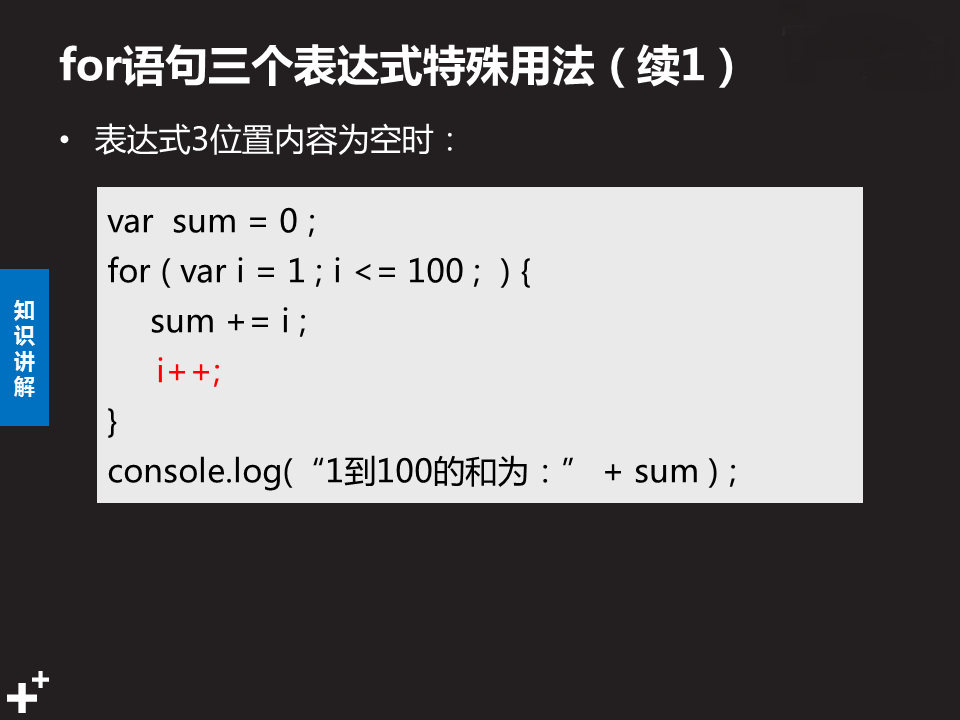 for语句三个表达式特殊用法（续1）
• 表达式3位置内容为空时：
var  sum = 0 ;
for ( var i = 1 ; i <= 100 ;  ) {
sum += i ;
i++;
}
console.log( “1到100的和为：” + sum ) ;
知
识
讲
解